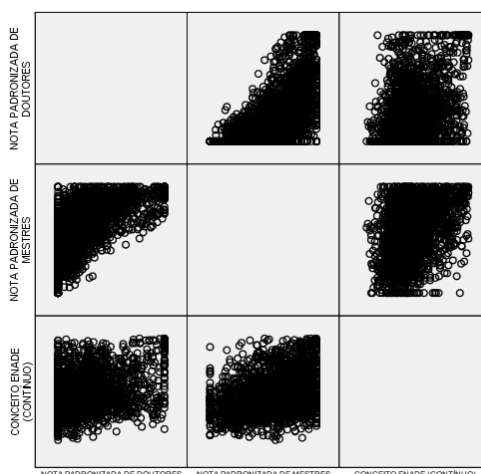 NOTA PADRONIZADA DE
DOUTORES
NOTA PADRONIZADA DE
MESTRES
CONCEITO ENADE
(CONTÍNUO)
NOTA PADRONIZADA DE DOUTORES
NOTA PADRONIZADA DE MESTRES
CONCEITO ENADE (CONTÍNUO)